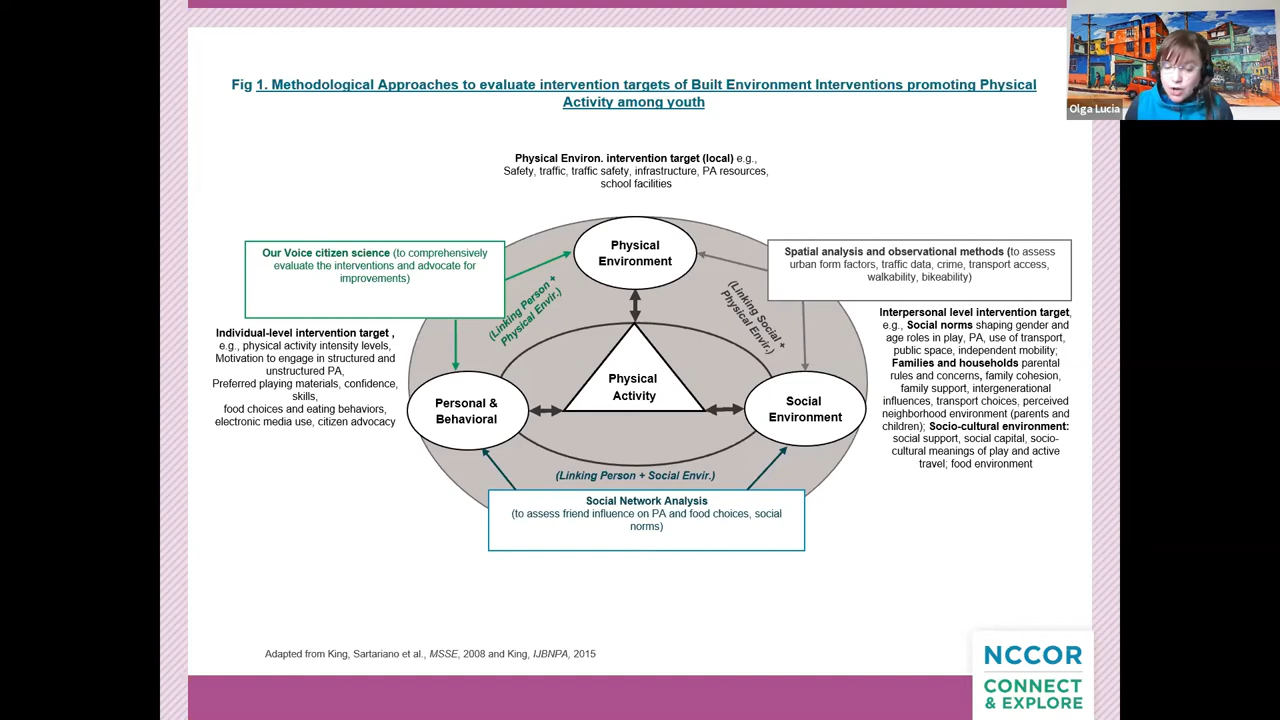 Olga Lucia
Fig 1. Methodological Approaches to evaluate intervention targets of Built Environment Interventions promoting Physical
Activity among youth
Physical Environ. intervention target (local) e.g.,
Safety, traffic, traffic safety, infrastructure, PA resources,
school facilities
Our Voice citizen science (to comprehensively
evaluate the interventions and advocate for
improvements)
Physical
Environment
Spatial analysis and observational methods (to assess
urban form factors, traffic data, crime, transport access,
walkability, bikeability)
(Linking Person +
Physical Envir.)
(Linking Social +
Physical Envir.)
Individual-level intervention target ,
e.g., physical activity intensity levels,
Motivation to engage in structured and
unstructured PA,
Preferred playing materials, confidence,
skills,
food choices and eating behaviors,
electronic media use, citizen advocacy
Personal &
Behavioral
Physical
Activity
Social
Environment
Interpersonal level intervention target,
e.g., Social norms shaping gender and
age roles in play, PA, use of transport,
public space, independent mobility;
Families and households parental
rules and concerns, family cohesion,
family support, intergenerational
influences, transport choices, perceived
neighborhood environment (parents and
children); Socio-cultural environment:
social support, social capital, socio-
cultural meanings of play and active
travel; food environment
(Linking Person + Social Envir.)
Social Network Analysis
(to assess friend influence on PA and food choices, social
norms)
Adapted from King, Sartariano et al., MSSE, 2008 and King, IJBNPA, 2015
NCCOR
CONNECT
& EXPLORE